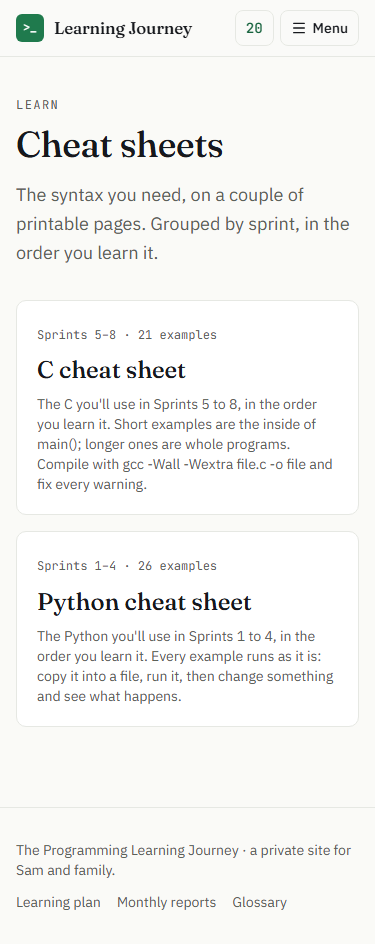 >_ Learning Journey 20 ☰ Menu
LEARN
Cheat sheets
The syntax you need, on a couple of
printable pages. Grouped by sprint, in the
order you learn it.
Sprints 5–8 · 21 examples
C cheat sheet
The C you'll use in Sprints 5 to 8, in the order
you learn it. Short examples are the inside of
main(); longer ones are whole programs.
Compile with gcc -Wall -Wextra file.c -o file and
fix every warning.
Sprints 1–4 · 26 examples
Python cheat sheet
The Python you'll use in Sprints 1 to 4, in the
order you learn it. Every example runs as it is:
copy it into a file, run it, then change something
and see what happens.
The Programming Learning Journey · a private site for
Sam and family.
Learning plan Monthly reports Glossary